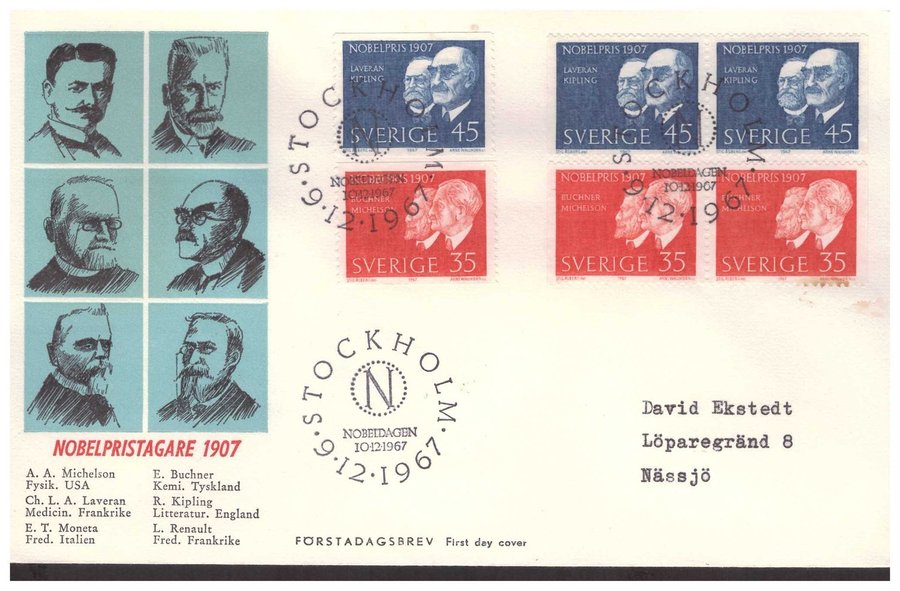 NOBELPRIS 1907
LAVERAN
KIPLING
SVERIGE 45
NOBELPRIS 1907
LAVERAN
KIPLING
SVERIGE 45
NOBELPRIS 1907
LAVERAN
KIPLING
SVERIGE 45
STOCKHOLM
N
NOBELDAGEN
10·12·1967
9·12·1967
STOCKHOLM
N
NOBELDAGEN
10·12·1967
9·12·1967
NOBELPRIS 1907
BUCHNER
MICHELSON
SVERIGE 35
NOBELPRIS 1907
BUCHNER
MICHELSON
SVERIGE 35
NOBELPRIS 1907
BUCHNER
MICHELSON
SVERIGE 35
STOCKHOLM
N
NOBELDAGEN
10·12·1967
9·12·1967
David Ekstedt
Löparegränd 8
Nässjö
NOBELPRISTAGARE 1907
A. A. Michelson
Fysik. USA
Ch. L. A. Laveran
Medicin. Frankrike
E. T. Moneta
Fred. Italien
E. Buchner
Kemi. Tyskland
R. Kipling
Litteratur. England
L. Renault
Fred. Frankrike
FÖRSTADAGSBREV First day cover